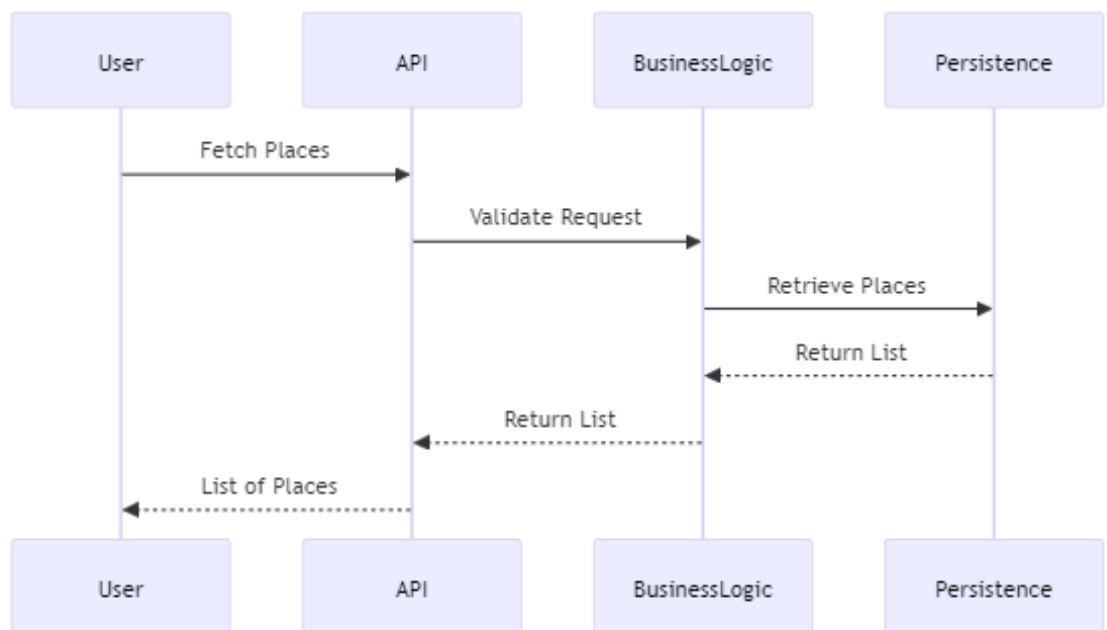 User
API
BusinessLogic
Persistence
Fetch Places
Validate Request
Retrieve Places
Return List
Return List
List of Places
User
API
BusinessLogic
Persistence